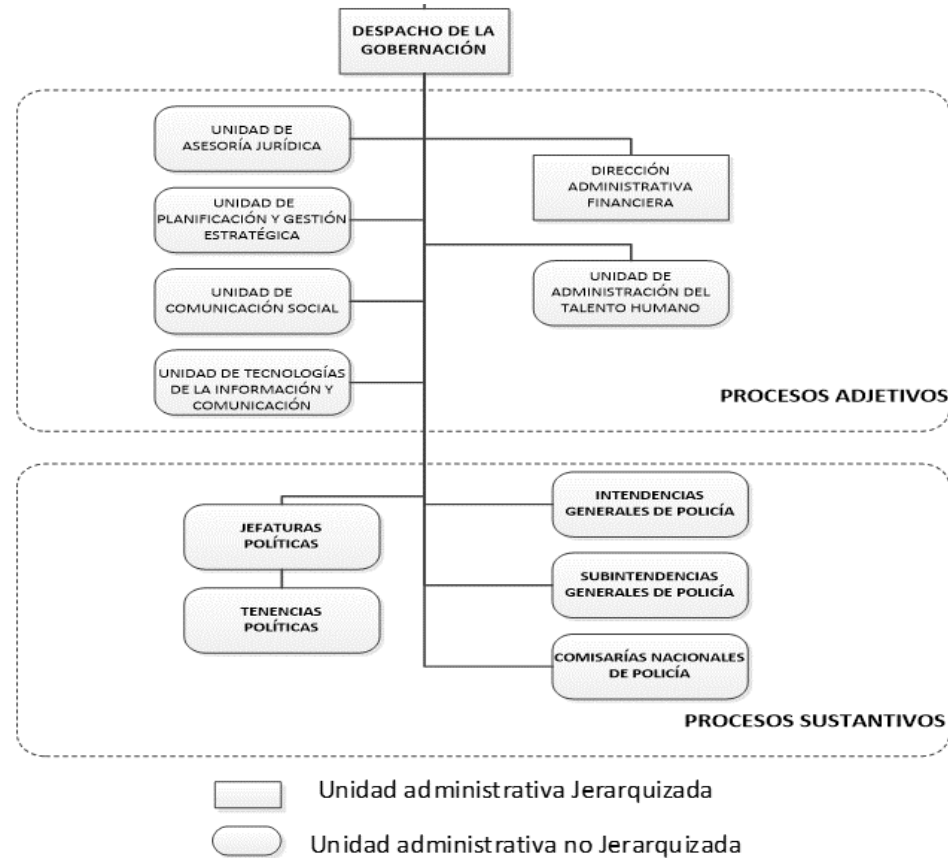 DESPACHO DE LA
GOBERNACIÓN
UNIDAD DE
ASESORÍA JURÍDICA
DIRECCIÓN
ADMINISTRATIVA
FINANCIERA
UNIDAD DE
PLANIFICACIÓN Y GESTIÓN
ESTRATÉGICA
UNIDAD DE
ADMINISTRACIÓN DEL
TALENTO HUMANO
UNIDAD DE
COMUNICACIÓN SOCIAL
UNIDAD DE TECNOLOGÍAS
DE LA INFORMACIÓN Y
COMUNICACIÓN
PROCESOS ADJETIVOS
JEFATURAS
POLÍTICAS
TENENCIAS
POLÍTICAS
INTENDENCIAS
GENERALES DE POLICÍA
SUBINTENDENCIAS
GENERALES DE POLICÍA
COMISARÍAS NACIONALES
DE POLICÍA
PROCESOS SUSTANTIVOS
Unidad administrativa Jerarquizada
Unidad administrativa no Jerarquizada